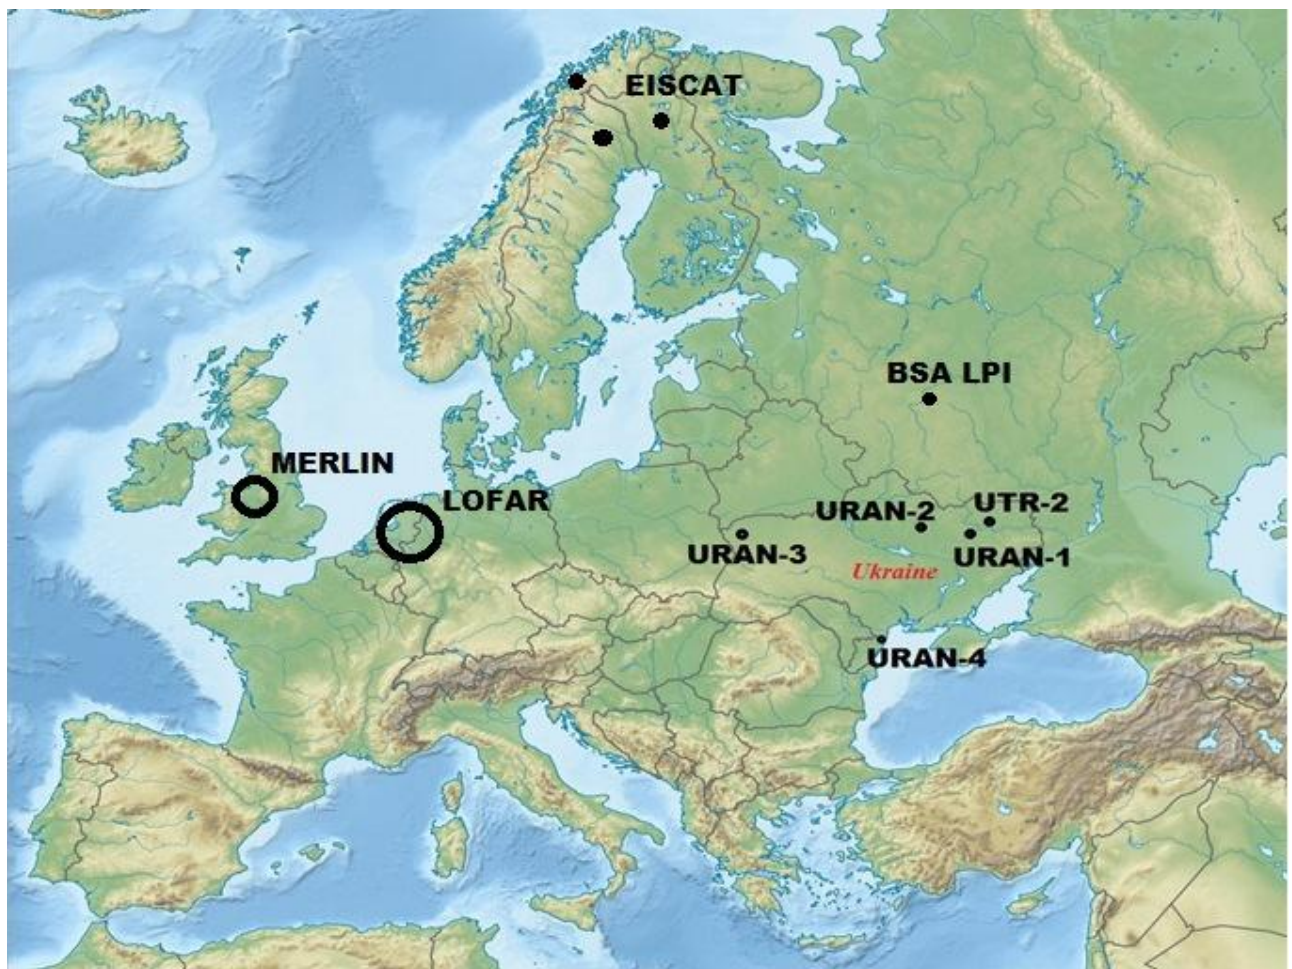 EISCAT
BSA LPI
MERLIN
LOFAR
UTR-2
URAN-2
URAN-3
URAN-1
Ukraine
URAN-4